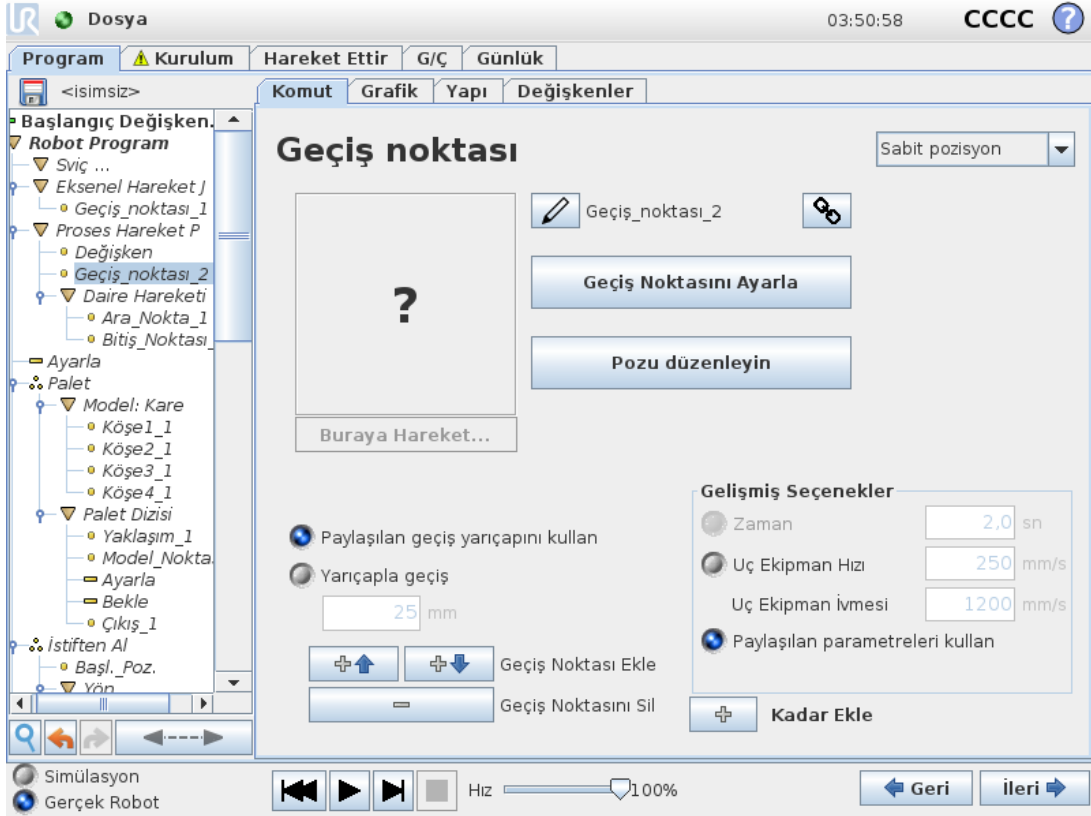 UR Dosya 03:50:58 CCCC ?
Program Kurulum Hareket Ettir G/Ç Günlük
<isimsiz> Komut Grafik Yapı Değişkenler
Başlangıç Değişken.
Robot Program
Sviç ...
Eksenel Hareket J
Geçiş_noktası_1
Proses Hareket P
Değişken
Geçiş_noktası_2
Daire Hareketi
Ara_Nokta_1
Bitiş_Noktası_
Ayarla
Palet
Model: Kare
Köşe1_1
Köşe2_1
Köşe3_1
Köşe4_1
Palet Dizisi
Yaklaşım_1
Model_Nokta.
Ayarla
Bekle
Çıkış_1
İstiften Al
Başl._Poz.
Yön
Geçiş noktası
Sabit pozisyon
?
Geçiş_noktası_2
Geçiş Noktasını Ayarla
Pozu düzenleyin
Buraya Hareket...
Paylaşılan geçiş yarıçapını kullan
Yarıçapla geçiş
25 mm
Geçiş Noktası Ekle
Geçiş Noktasını Sil
Gelişmiş Seçenekler
Zaman 2,0 sn
Uç Ekipman Hızı 250 mm/s
Uç Ekipman İvmesi 1200 mm/s
Paylaşılan parametreleri kullan
Kadar Ekle
Simülasyon
Gerçek Robot
Hız 100%
Geri İleri